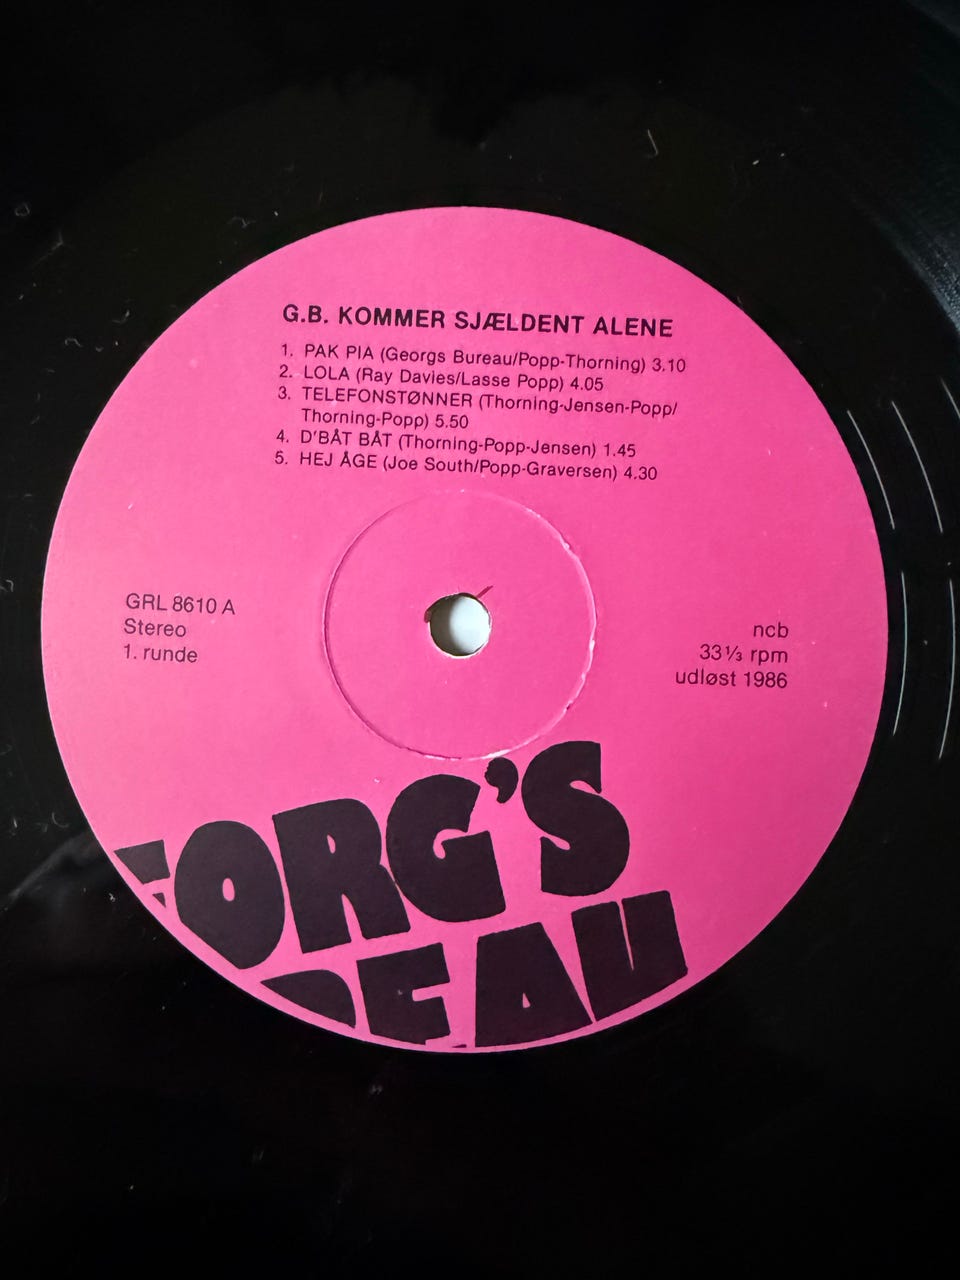 G.B. KOMMER SJÆLDENT ALENE
1. PAK PIA (Georgs Bureau/Popp-Thorning) 3.10
2. LOLA (Ray Davies/Lasse Popp) 4.05
3. TELEFONSTØNNER (Thorning-Jensen-Popp/
Thorning-Popp) 5.50
4. D'BÅT BÅT (Thorning-Popp-Jensen) 1.45
5. HEJ ÅGE (Joe South/Popp-Graversen) 4.30
GRL 8610 A
Stereo
1. runde
ncb
33⅓ rpm
udløst 1986
EORG'S
REAU